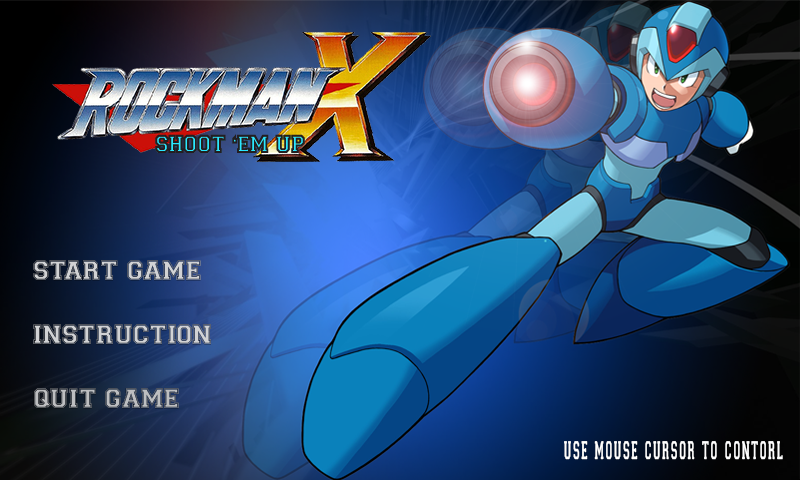 ROCKMAN X
SHOOT 'EM UP
START GAME
INSTRUCTION
QUIT GAME
USE MOUSE CURSOR TO CONTORL